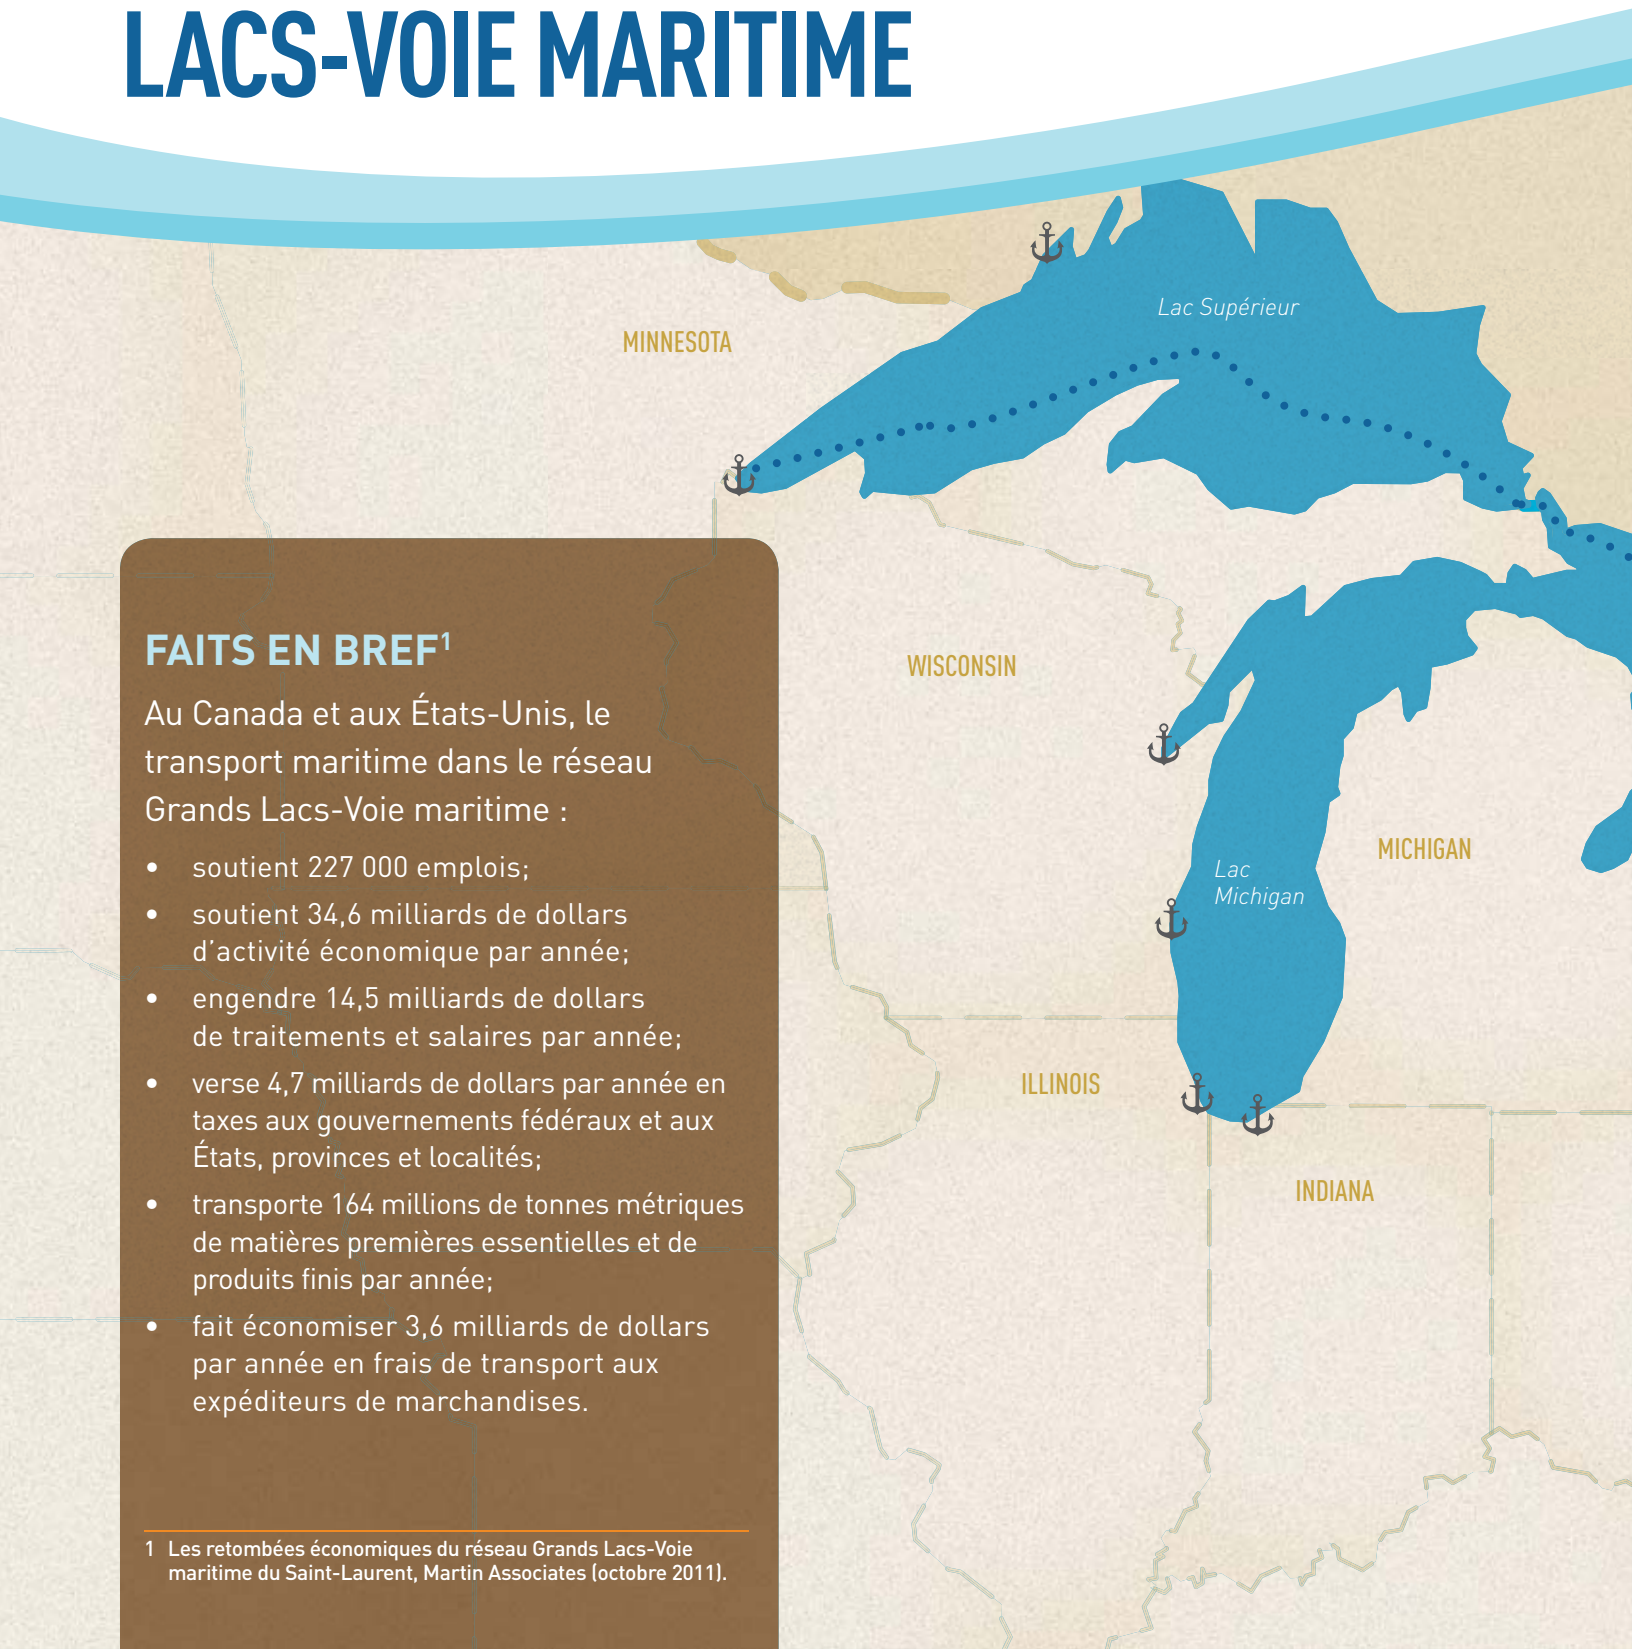 LACS-VOIE MARITIME
Lac Supérieur
MINNESOTA
WISCONSIN
MICHIGAN
Lac
Michigan
ILLINOIS
INDIANA
FAITS EN BREF1
Au Canada et aux États-Unis, le
transport maritime dans le réseau
Grands Lacs-Voie maritime :
• soutient 227 000 emplois;
• soutient 34,6 milliards de dollars
d’activité économique par année;
• engendre 14,5 milliards de dollars
de traitements et salaires par année;
• verse 4,7 milliards de dollars par année en
taxes aux gouvernements fédéraux et aux
États, provinces et localités;
• transporte 164 millions de tonnes métriques
de matières premières essentielles et de
produits finis par année;
• fait économiser 3,6 milliards de dollars
par année en frais de transport aux
expéditeurs de marchandises.
1 Les retombées économiques du réseau Grands Lacs-Voie
maritime du Saint-Laurent, Martin Associates (octobre 2011).